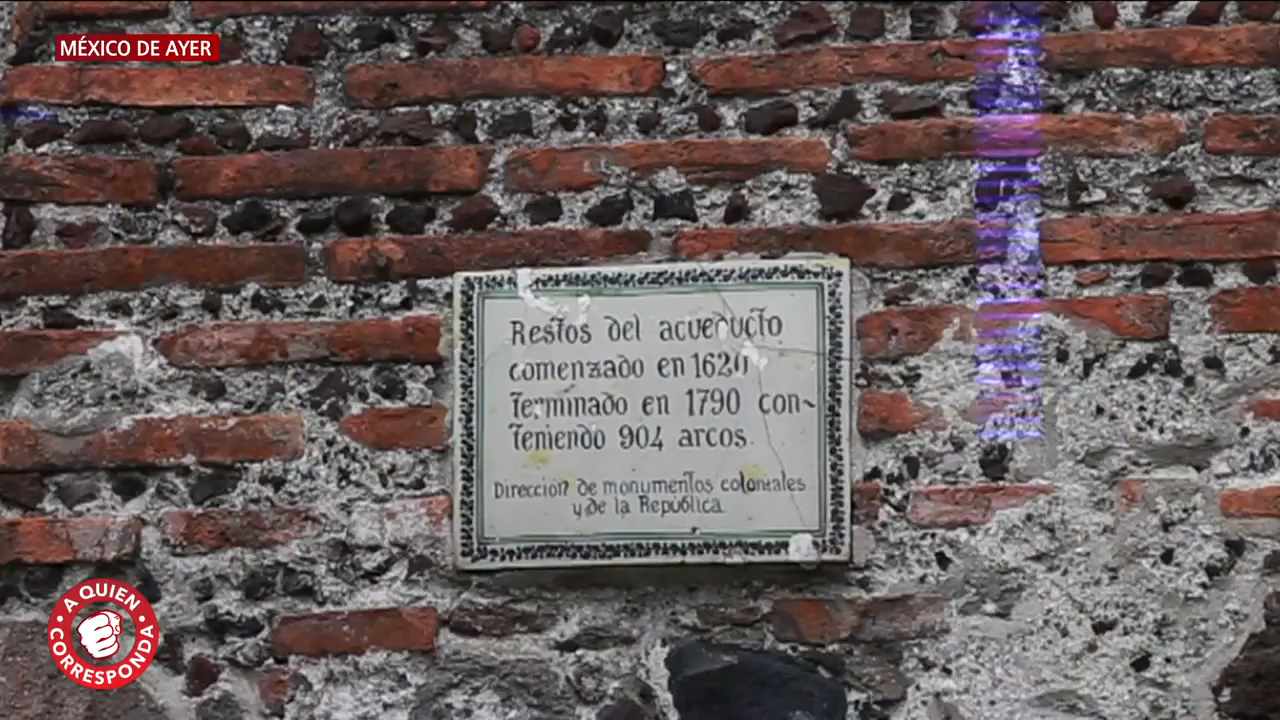 MÉXICO DE AYER
Restos del acueducto
comenzado en 1620
Terminado en 1790 con-
Teniendo 904 arcos.
Dirección de monumentos coloniales
y de la República.
A QUIEN
CORRESPONDA